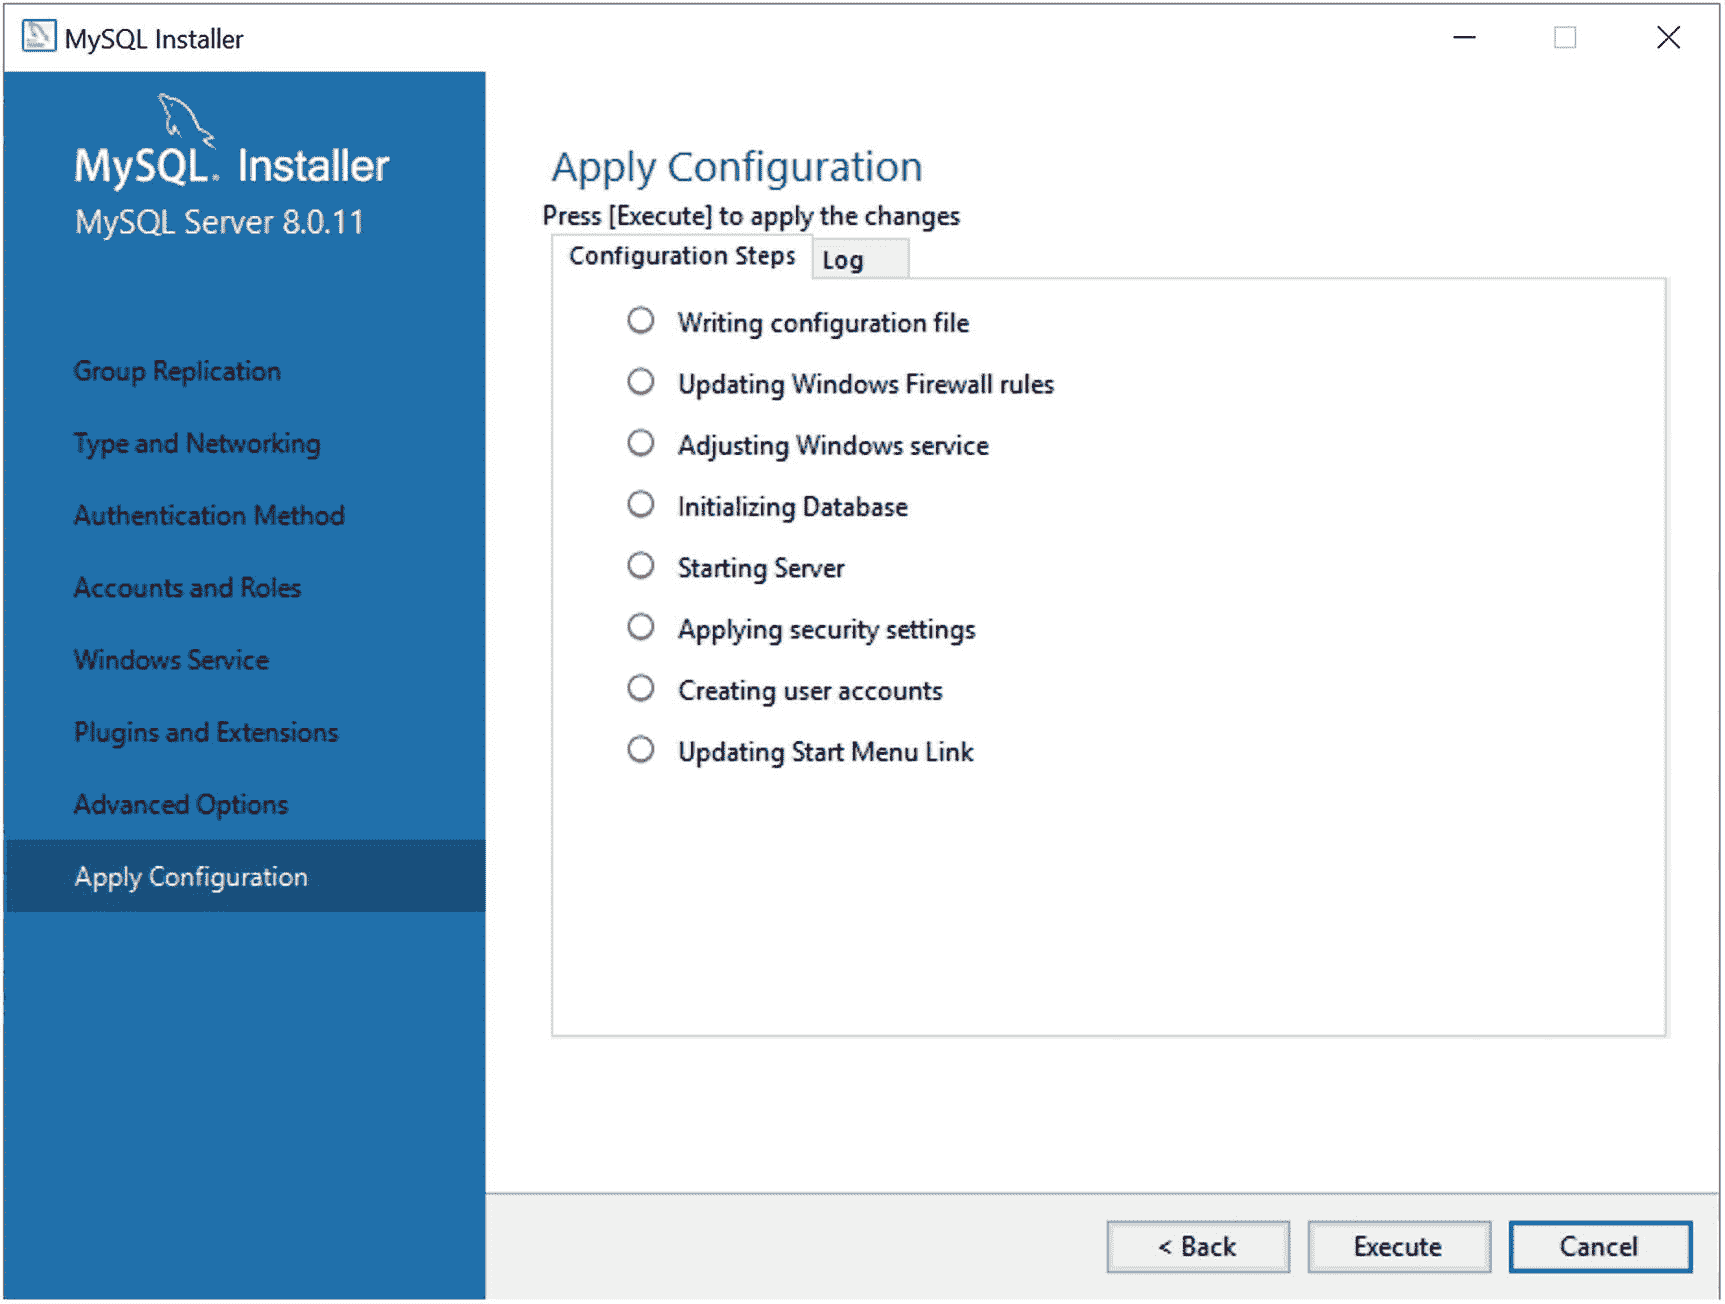 MySQL Installer
MySQL. Installer
MySQL Server 8.0.11
Group Replication
Type and Networking
Authentication Method
Accounts and Roles
Windows Service
Plugins and Extensions
Advanced Options
Apply Configuration
Apply Configuration
Press [Execute] to apply the changes
Configuration Steps
Log
Writing configuration file
Updating Windows Firewall rules
Adjusting Windows service
Initializing Database
Starting Server
Applying security settings
Creating user accounts
Updating Start Menu Link
< Back
Execute
Cancel